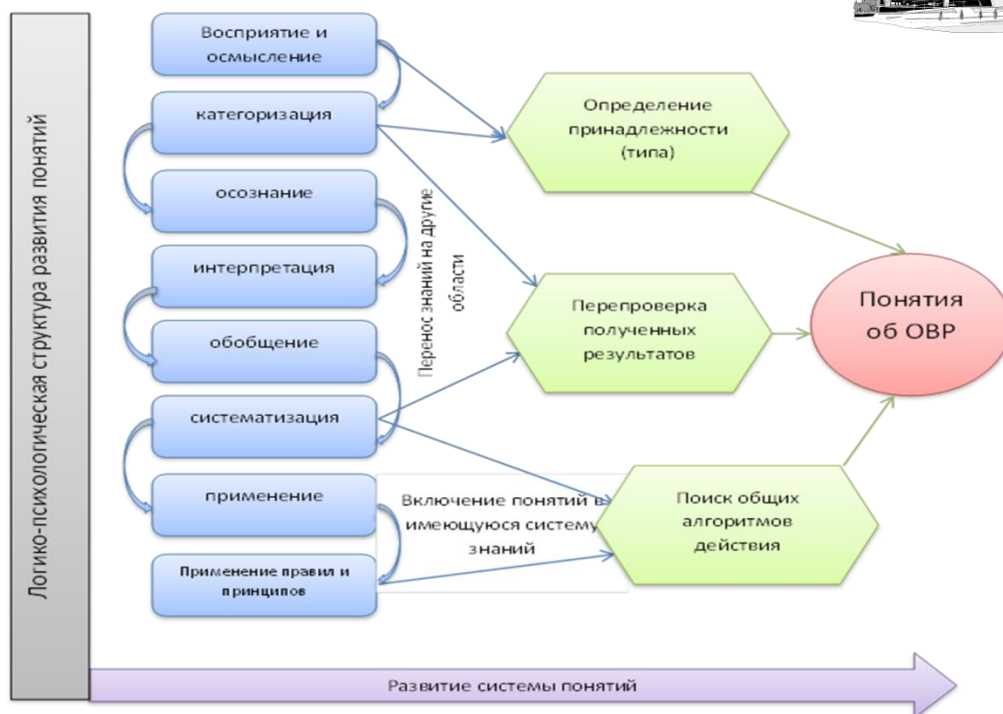 Логико-психологическая структура развития понятий
Восприятие и
осмысление
категоризация
осознание
интерпретация
обобщение
систематизация
применение
Применение правил и
принципов
Перенос знаний на другие
области
Включение понятий в
имеющуюся систему
знаний
Определение
принадлежности
(типа)
Перепроверка
полученных
результатов
Поиск общих
алгоритмов
действия
Понятия
об ОВР
Развитие системы понятий